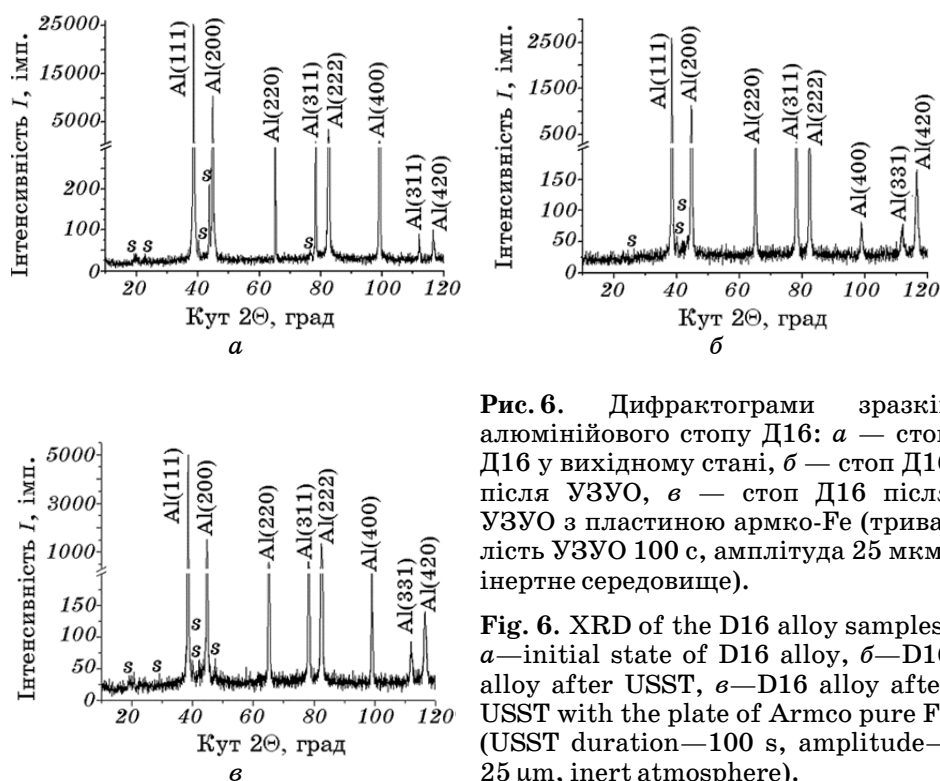 25000
15000
5000
200
100
0
Інтенсивність I, імп.
Al(111)
Al(200)
Al(220)
Al(311)
Al(222)
Al(400)
Al(311)
Al(420)
s
s
s
s
s
20 40 60 80 100 120
Кут 2Θ, град
а
2500
1500
500
150
100
50
0
Інтенсивність I, імп.
Al(111)
Al(200)
Al(220)
Al(311)
Al(222)
Al(400)
Al(331)
Al(420)
s
s
s
20 40 60 80 100 120
Кут 2Θ, град
б
5000
3000
1000
150
100
50
0
Інтенсивність I, імп.
Al(111)
Al(200)
Al(220)
Al(311)
Al(222)
Al(400)
Al(331)
Al(420)
s
s
s
s
s
20 40 60 80 100 120
Кут 2Θ, град
в
Рис. 6. Дифрактограми зразкі
алюмінійового стопу Д16: а — стоп
Д16 у вихідному стані, б — стоп Д16
після УЗУО, в — стоп Д16 після
УЗУО з пластиною армко-Fe (трива
лість УЗУО 100 с, амплітуда 25 мкм
інертне середовище).
Fig. 6. XRD of the D16 alloy samples
а—initial state of D16 alloy, б—D16
alloy after USST, в—D16 alloy after
USST with the plate of Armco pure F
(USST duration—100 s, amplitude—
25 μm, inert atmosphere).